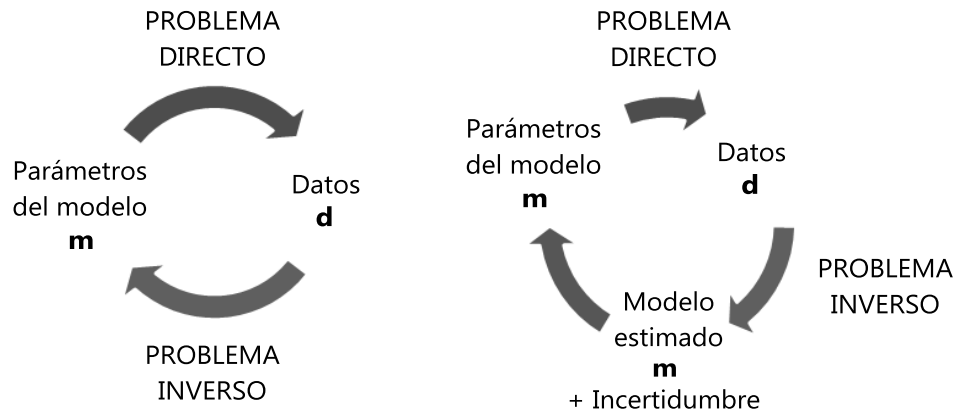 PROBLEMA
DIRECTO
Parámetros
del modelo
m
Datos
d
PROBLEMA
INVERSO
PROBLEMA
DIRECTO
Parámetros
del modelo
m
Datos
d
PROBLEMA
INVERSO
Modelo
estimado
m
+ Incertidumbre